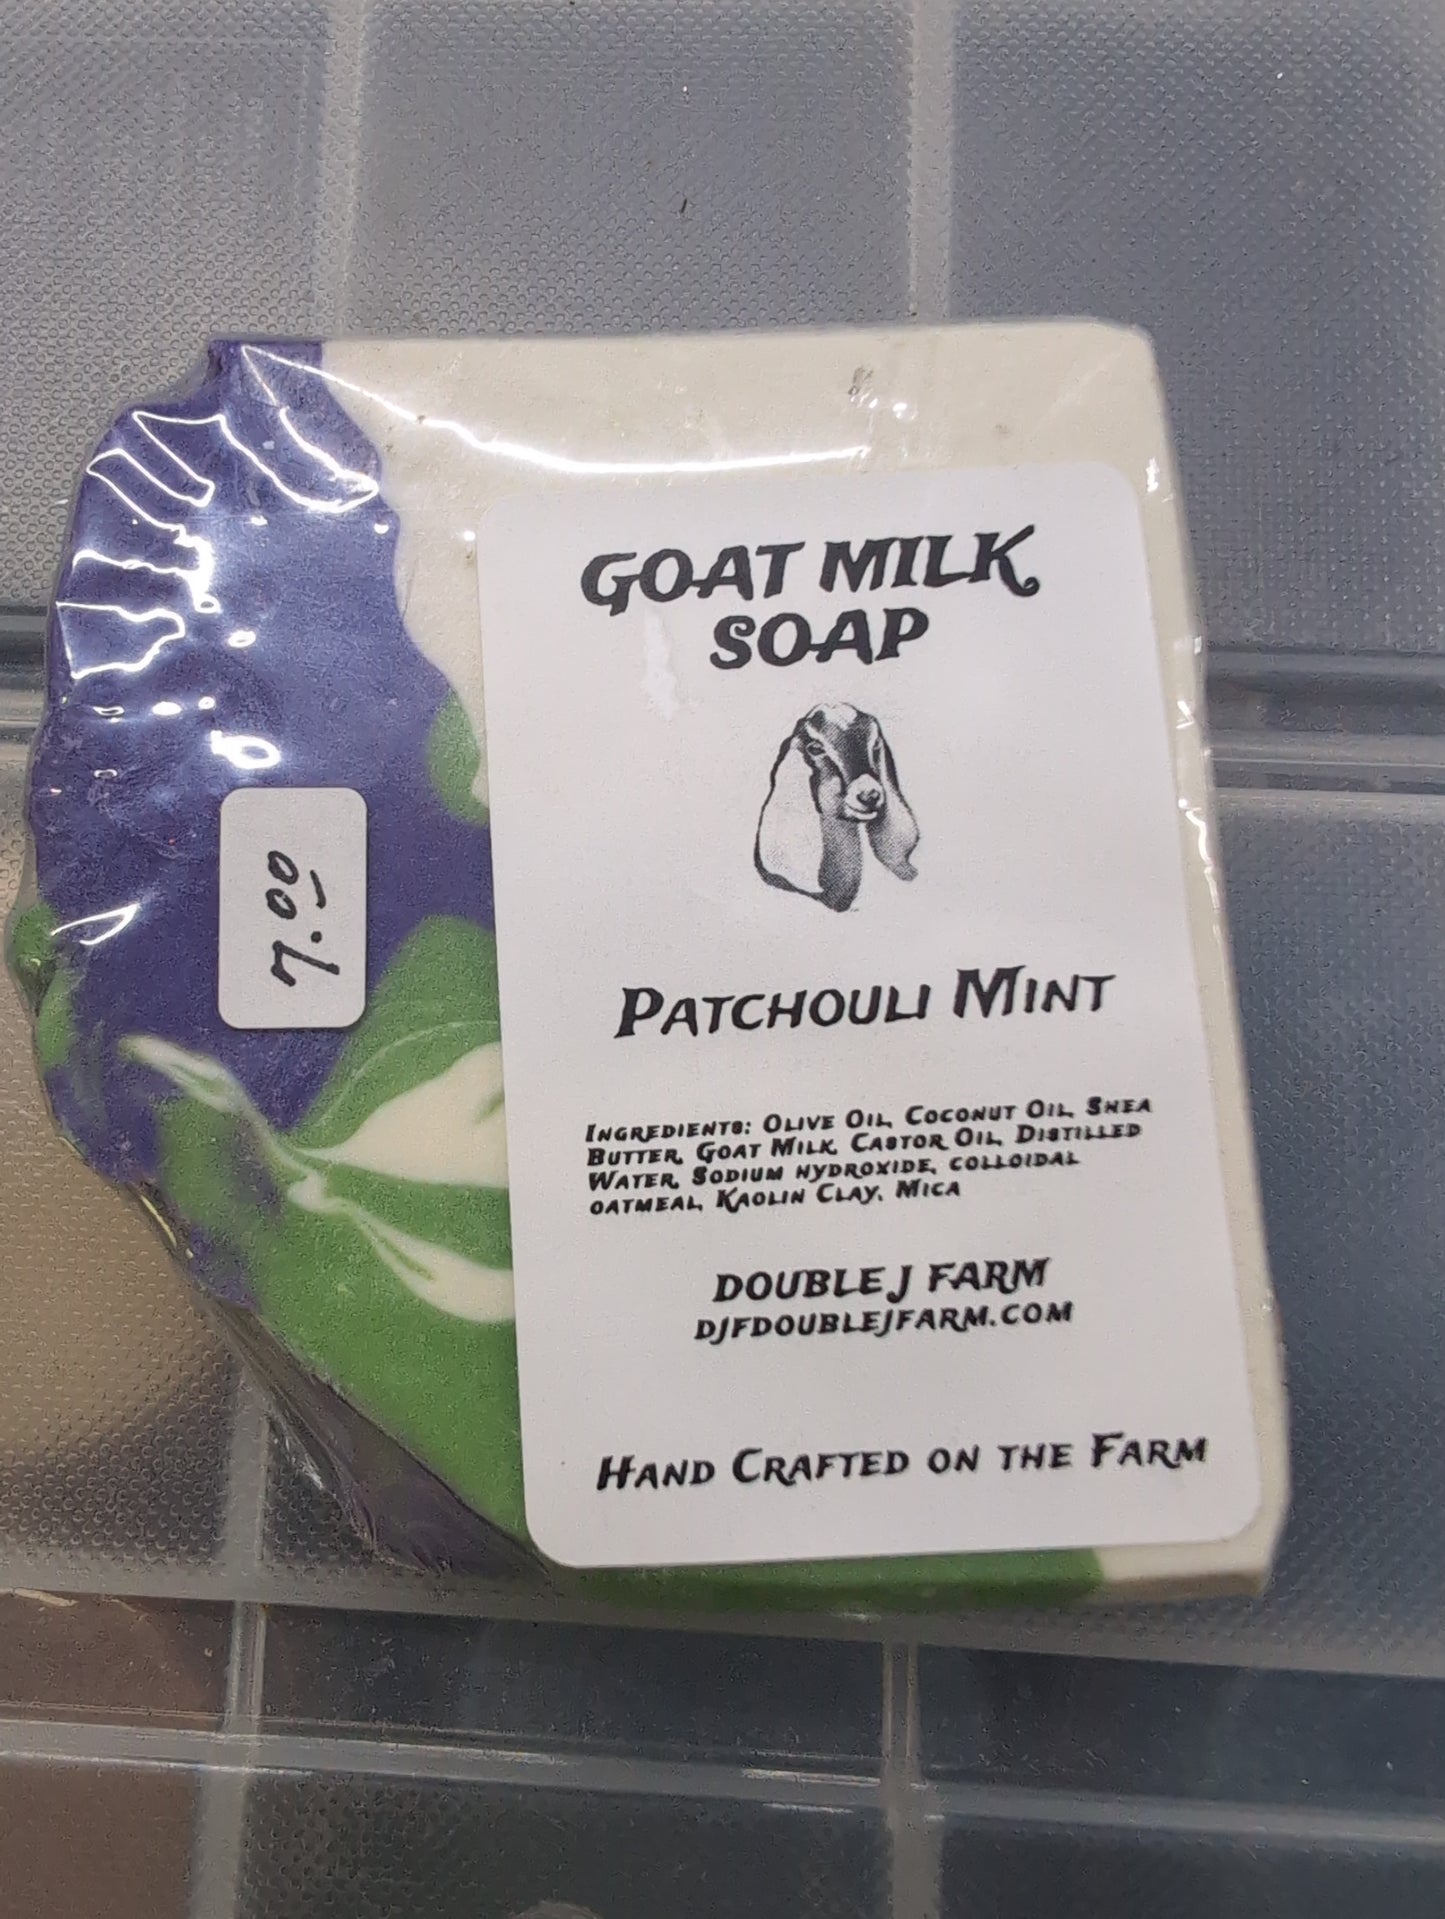 GOAT MILK
SOAP
PATCHOULI MINT
INGREDIENTS: OLIVE OIL, COCONUT OIL, SHEA
BUTTER, GOAT MILK, CASTOR OIL, DISTILLED
WATER, SODIUM HYDROXIDE, COLLOIDAL
OATMEAL, KAOLIN CLAY, MICA
DOUBLE J FARM
DJFDOUBLEJFARM.COM
HAND CRAFTED ON THE FARM
7.00